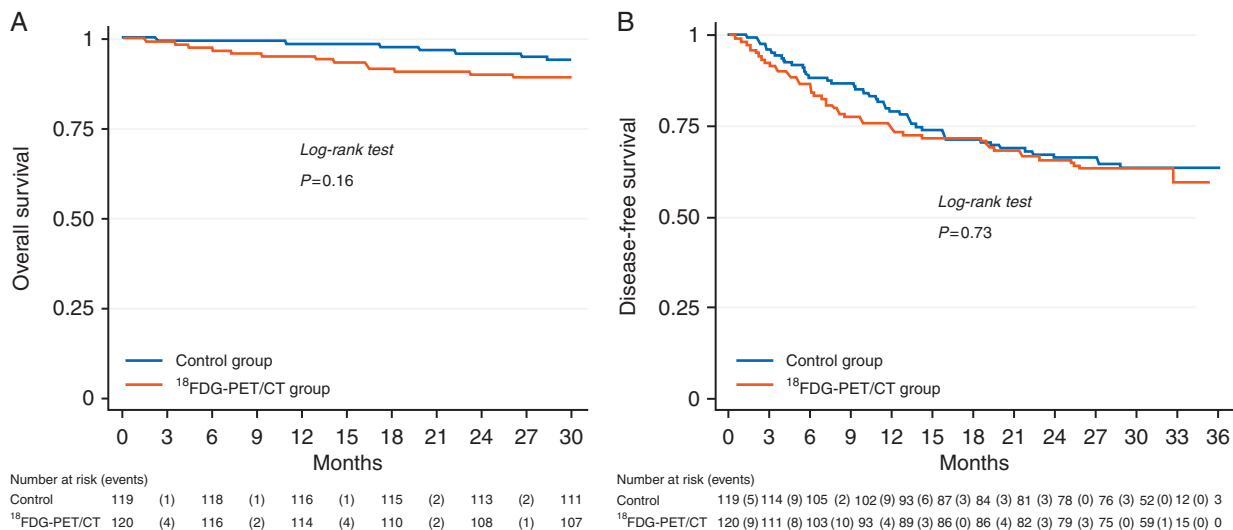 A
Overall survival
1
0.75
0.50
0.25
0
Log-rank test
P=0.16
Control group
18FDG-PET/CT group
0 3 6 9 12 15 18 21 24 27 30
Months
Number at risk (events)
Control 119 (1) 118 (1) 116 (1) 115 (2) 113 (2) 111
18FDG-PET/CT 120 (4) 116 (2) 114 (4) 110 (2) 108 (1) 107
B
Disease-free survival
1
0.75
0.50
0.25
0
Log-rank test
P=0.73
Control group
18FDG-PET/CT group
0 3 6 9 12 15 18 21 24 27 30 33 36
Months
Number at risk (events)
Control 119 (5) 114 (9) 105 (2) 102 (9) 93 (6) 87 (3) 84 (3) 81 (3) 78 (0) 76 (3) 52 (0) 12 (0) 3
18FDG-PET/CT 120 (9) 111 (8) 103 (10) 93 (4) 89 (3) 86 (0) 86 (4) 82 (3) 79 (3) 75 (0) 59 (1) 15 (0) 0